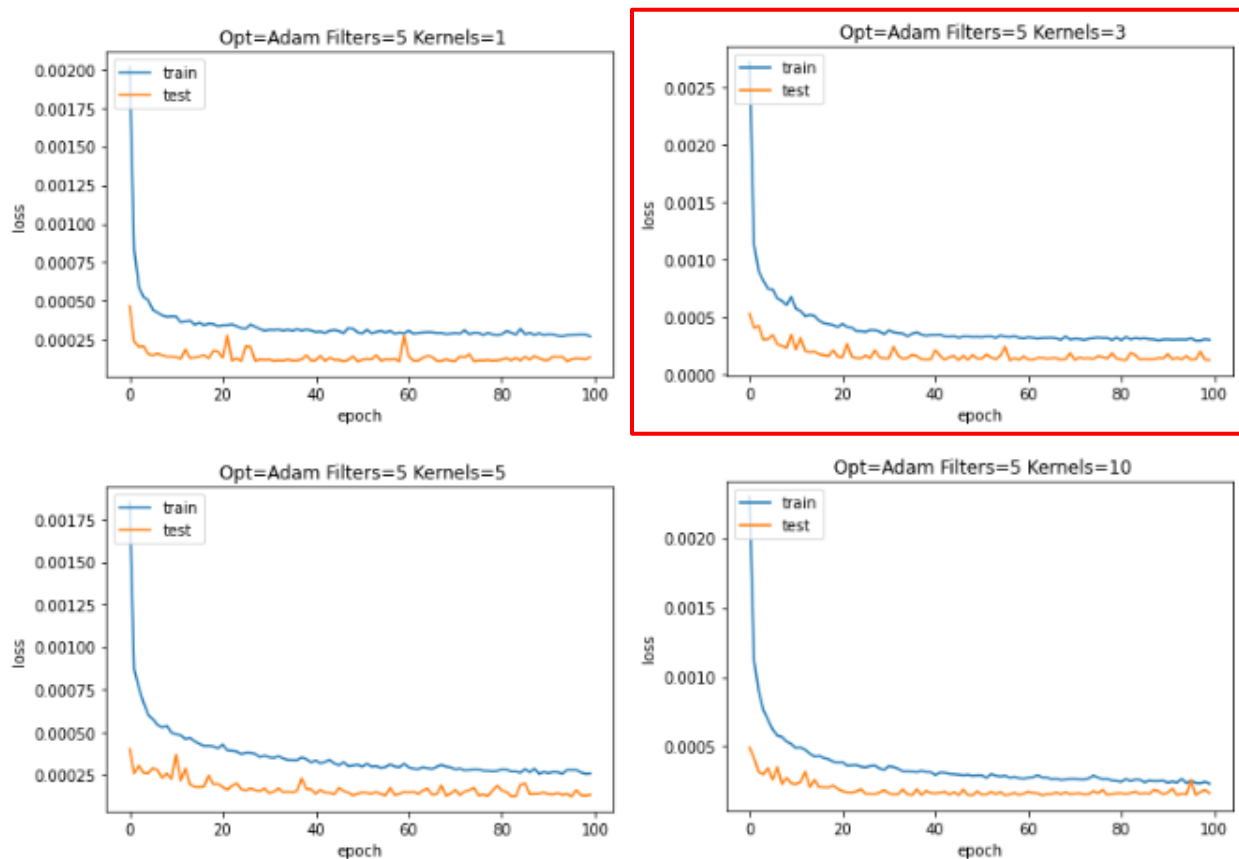 Opt=Adam Filters=5 Kernels=1
train
test
0.00200
0.00175
0.00150
0.00125
0.00100
0.00075
0.00050
0.00025
loss
0 20 40 60 80 100
epoch
Opt=Adam Filters=5 Kernels=3
train
test
0.0025
0.0020
0.0015
0.0010
0.0005
0.0000
loss
0 20 40 60 80 100
epoch
Opt=Adam Filters=5 Kernels=5
train
test
0.00175
0.00150
0.00125
0.00100
0.00075
0.00050
0.00025
loss
0 20 40 60 80 100
epoch
Opt=Adam Filters=5 Kernels=10
train
test
0.0020
0.0015
0.0010
0.0005
loss
0 20 40 60 80 100
epoch